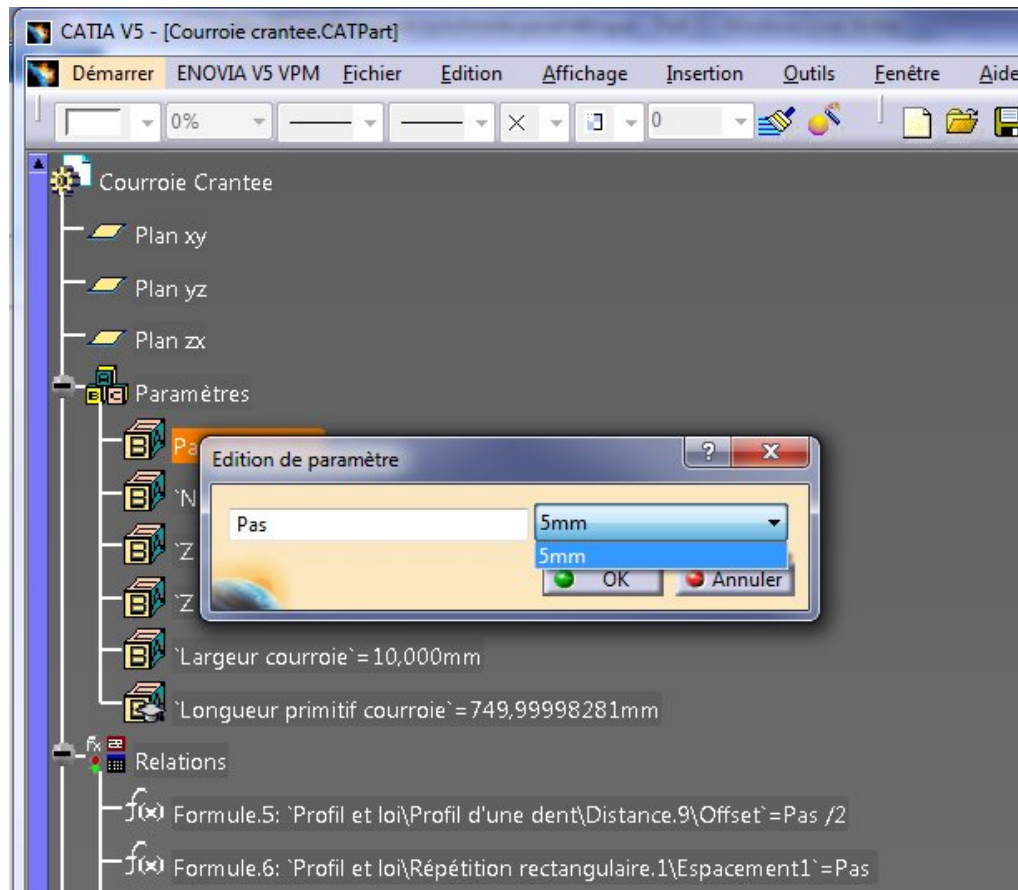 CATIA V5 - [Courroie crantee.CATPart]
Démarrer ENOVIA V5 VPM Fichier Edition Affichage Insertion Outils Fenêtre Aide
0% 0
Courroie Crantee
Plan xy
Plan yz
Plan zx
Paramètres
Pa
Edition de paramètre
`N
Pas 5mm
5mm
`Z
OK Annuler
`Z
`Largeur courroie`=10,000mm
`Longueur primitif courroie`=749,99998281mm
Relations
f(x) Formule.5: `Profil et loi\Profil d'une dent\Distance.9\Offset`=Pas /2
f(x) Formule.6: `Profil et loi\Répétition rectangulaire.1\Espacement1`=Pas